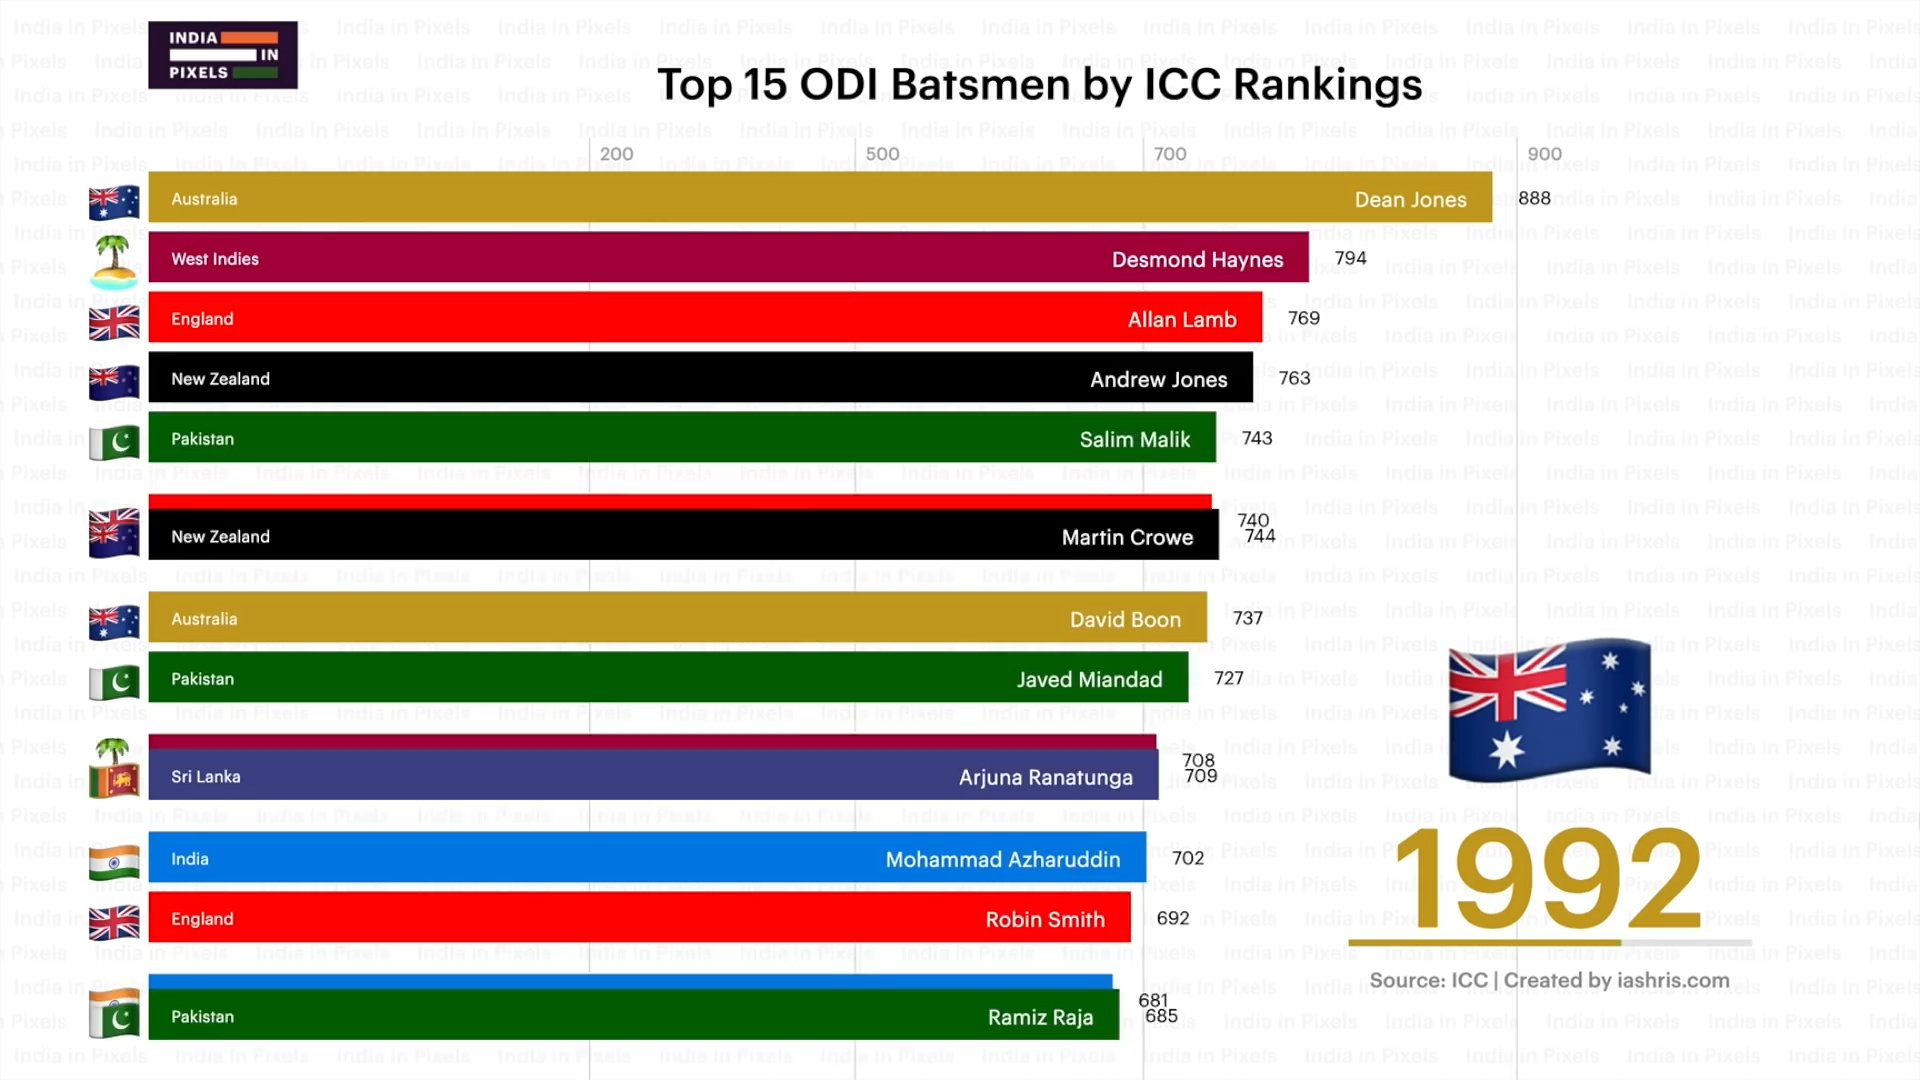 INDIA
IN
PIXELS
Top 15 ODI Batsmen by ICC Rankings
200 500 700 900
Australia Dean Jones 888
West Indies Desmond Haynes 794
England Allan Lamb 769
New Zealand Andrew Jones 763
Pakistan Salim Malik 743
740
New Zealand Martin Crowe 744
Australia David Boon 737
Pakistan Javed Miandad 727
708
Sri Lanka Arjuna Ranatunga 709
India Mohammad Azharuddin 702
England Robin Smith 692
681
Pakistan Ramiz Raja 685
1992
Source: ICC | Created by iashris.com